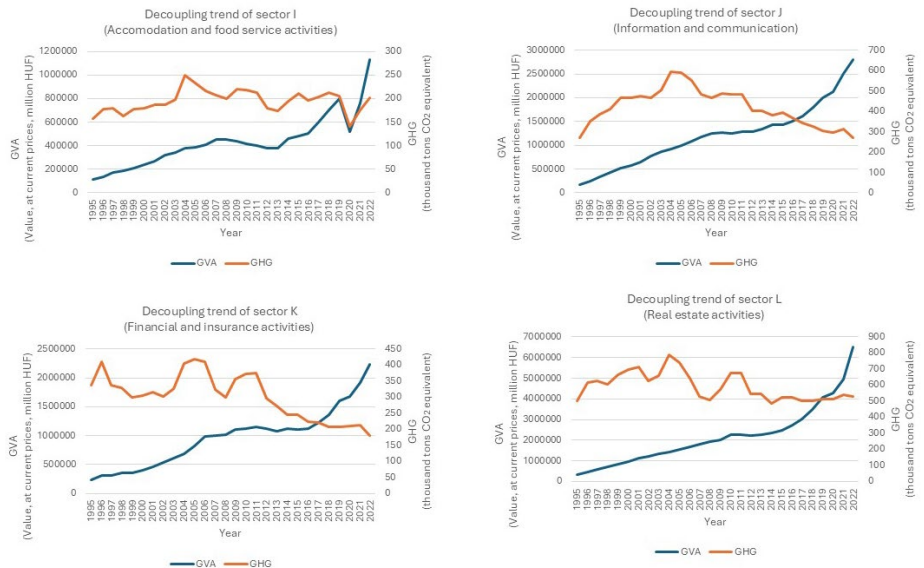 Decoupling trend of sector I
(Accomodation and food service activities)
GVA
(Value, at current prices, million HUF)
1200000
1000000
800000
600000
400000
200000
0
300
250
200
150
100
50
0
GHG
(thousand tons CO₂ equivalent)
1995 1996 1997 1998 1999 2000 2001 2002 2003 2004 2005 2006 2007 2008 2009 2010 2011 2012 2013 2014 2015 2016 2017 2018 2019 2020 2021 2022
Year
GVA GHG
Decoupling trend of sector J
(Information and communication)
GVA
(Value, at current prices, million HUF)
3000000
2500000
2000000
1500000
1000000
500000
0
700
600
500
400
300
200
100
0
GHG
(thousand tons CO₂ equivalent)
1995 1996 1997 1998 1999 2000 2001 2002 2003 2004 2005 2006 2007 2008 2009 2010 2011 2012 2013 2014 2015 2016 2017 2018 2019 2020 2021 2022
Year
GVA GHG
Decoupling trend of sector K
(Financial and insurance activities)
GVA
(Value, at current prices, million HUF)
2500000
2000000
1500000
1000000
500000
0
450
400
350
300
250
200
150
100
50
0
GHG
(thousand tons CO₂ equivalent)
1995 1996 1997 1998 1999 2000 2001 2002 2003 2004 2005 2006 2007 2008 2009 2010 2011 2012 2013 2014 2015 2016 2017 2018 2019 2020 2021 2022
Year
GVA GHG
Decoupling trend of sector L
(Real estate activities)
GVA
(Value, at current prices, million HUF)
7000000
6000000
5000000
4000000
3000000
2000000
1000000
0
900
800
700
600
500
400
300
200
100
0
GHG
(thousand tons CO₂ equivalent)
1995 1996 1997 1998 1999 2000 2001 2002 2003 2004 2005 2006 2007 2008 2009 2010 2011 2012 2013 2014 2015 2016 2017 2018 2019 2020 2021 2022
Year
GVA GHG